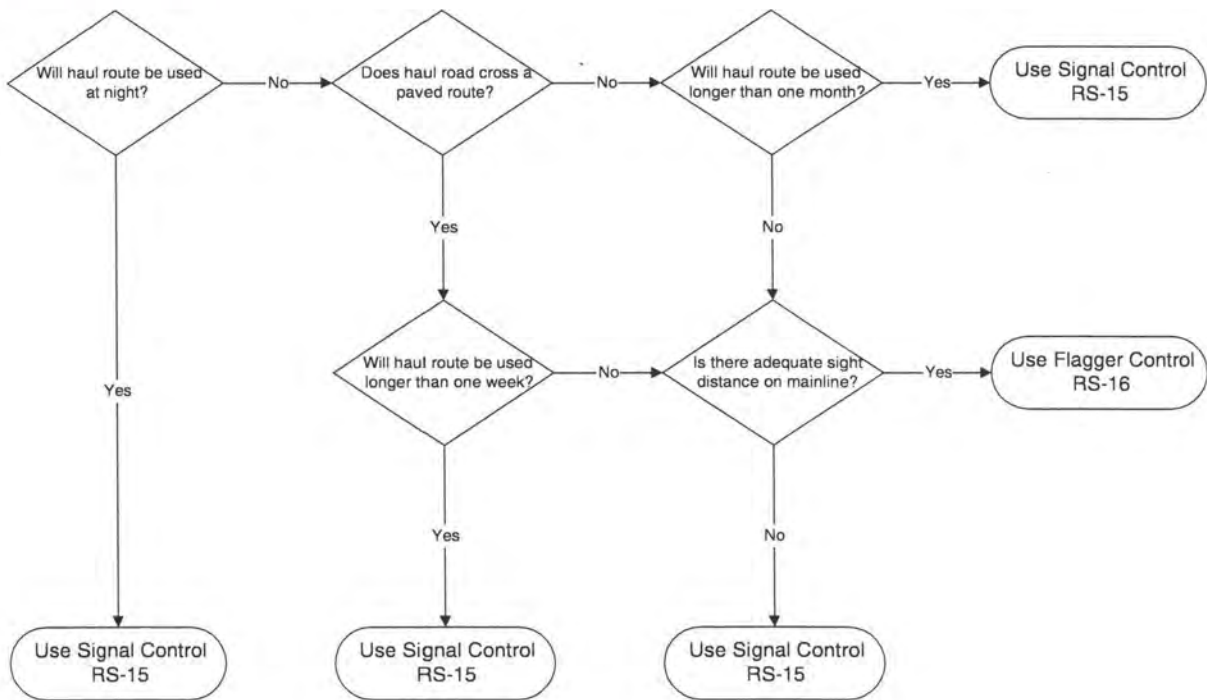 Will haul route be used
at night?
No
Does haul road cross a
paved route?
No
Will haul route be used
longer than one month?
Yes
Use Signal Control
RS-15
Yes
No
Yes
Will haul route be used
longer than one week?
No
Is there adequate sight
distance on mainline?
Yes
Use Flagger Control
RS-16
Yes
No
Use Signal Control
RS-15
Use Signal Control
RS-15
Use Signal Control
RS-15